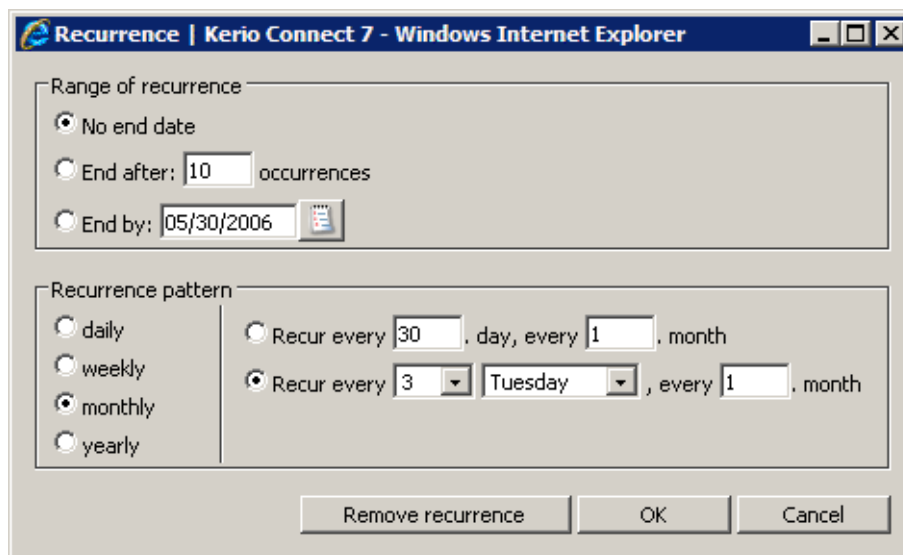 Recurrence | Kerio Connect 7 - Windows Internet Explorer
Range of recurrence
No end date
End after: 10 occurrences
End by: 05/30/2006
Recurrence pattern
daily
weekly
monthly
yearly
Recur every 30 . day, every 1 . month
Recur every 3 Tuesday , every 1 . month
Remove recurrence OK Cancel